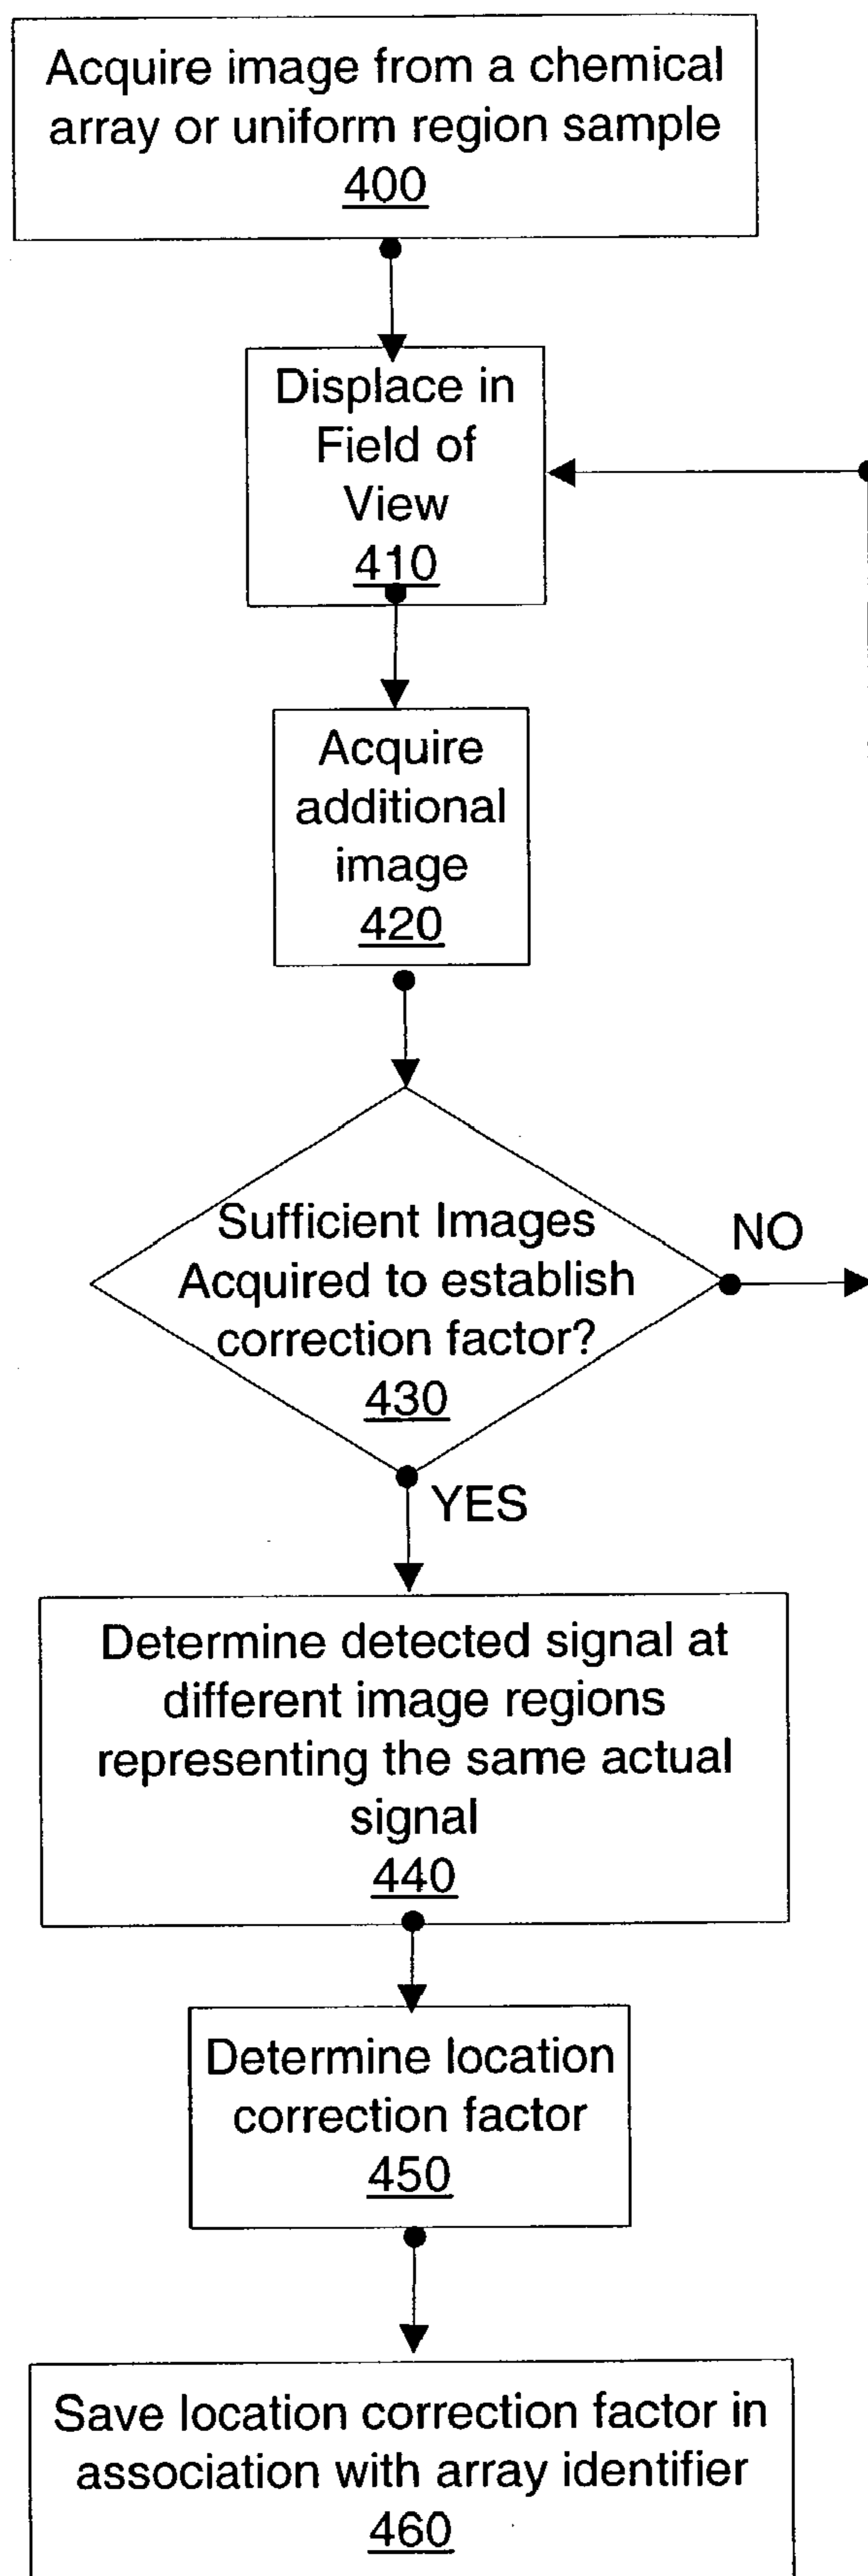 Acquire image from a chemical
array or uniform region sample
400
Displace in
Field of
View
410
Acquire
additional
image
420
Sufficient Images
Acquired to establish
correction factor?
430
NO
YES
Determine detected signal at
different image regions
representing the same actual
signal
440
Determine location
correction factor
450
Save location correction factor in
association with array identifier
460